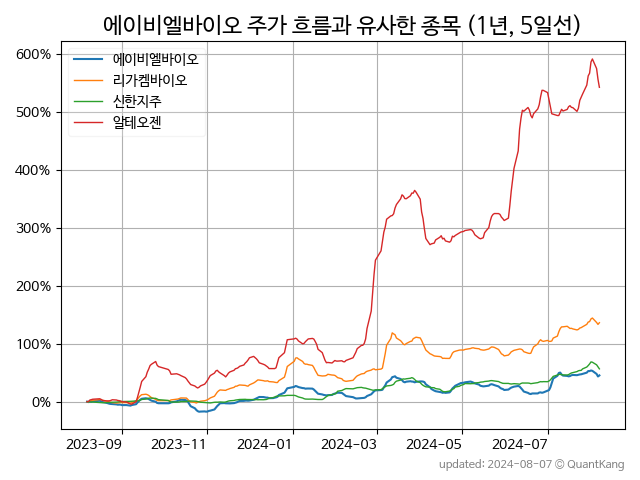 에이비엘바이오 주가 흐름과 유사한 종목 (1년, 5일선)
600%
500%
400%
300%
200%
100%
0%
에이비엘바이오
리가켐바이오
신한지주
알테오젠
2023-09 2023-11 2024-01 2024-03 2024-05 2024-07
updated: 2024-08-07 © QuantKang